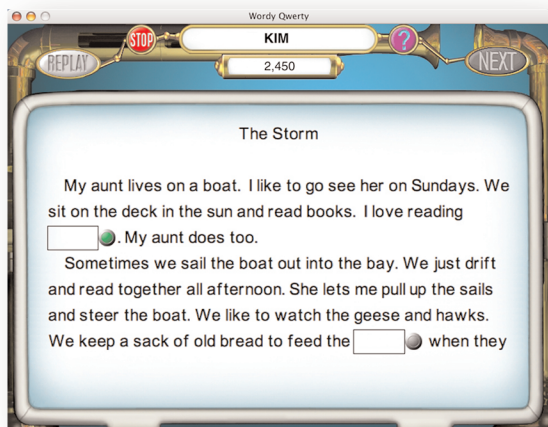 Wordy Qwerty
STOP
KIM
?
REPLAY
2,450
NEXT
The Storm
My aunt lives on a boat. I like to go see her on Sundays. We
sit on the deck in the sun and read books. I love reading
. My aunt does too.
Sometimes we sail the boat out into the bay. We just drift
and read together all afternoon. She lets me pull up the sails
and steer the boat. We like to watch the geese and hawks.
We keep a sack of old bread to feed the when they